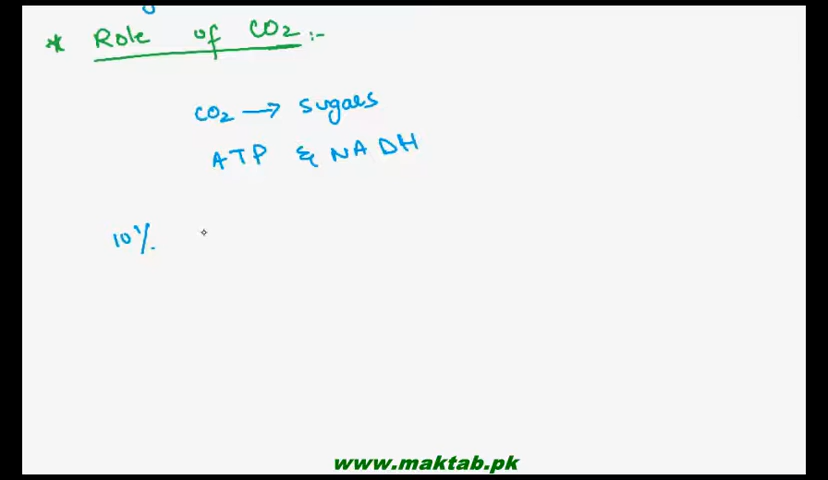 * Role of CO2 :-
CO2 → sugars
ATP & NADH
10%
www.maktab.pk